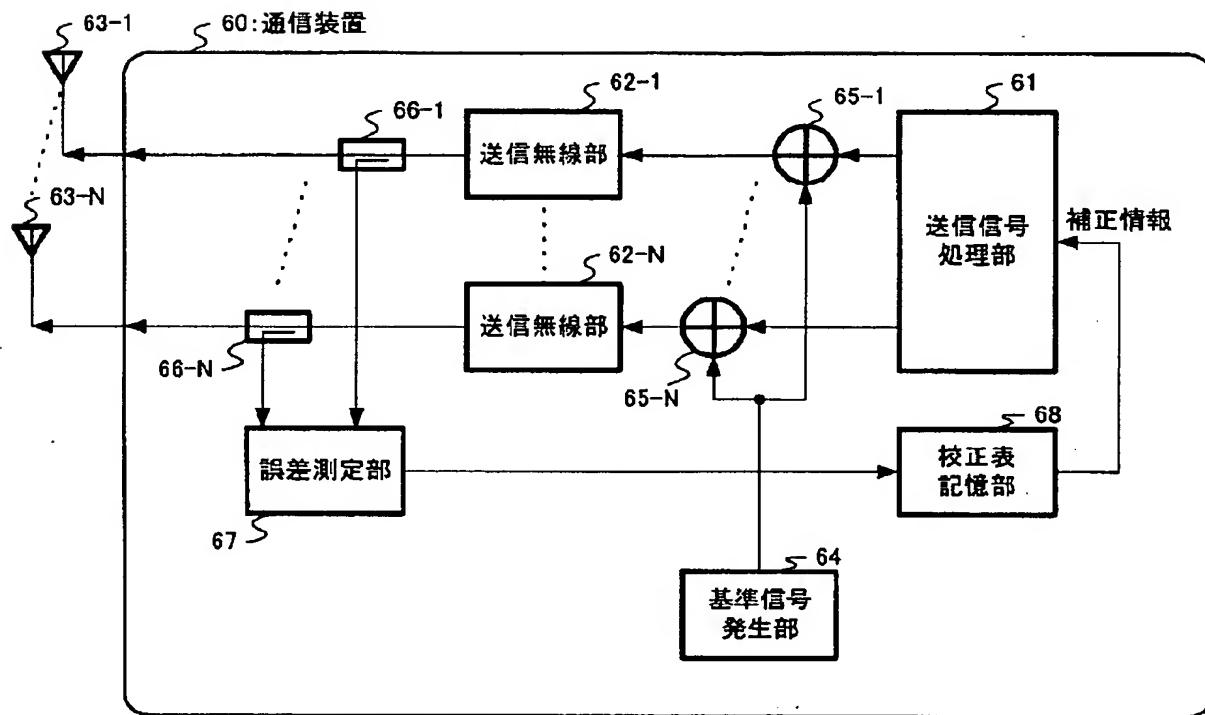 63-1
60:通信装置
62-1
65-1
61
66-1
送信無線部
63-N
送信信号
処理部
補正情報
62-N
送信無線部
66-N
65-N
68
誤差測定部
校正表
記憶部
67
64
基準信号
発生部